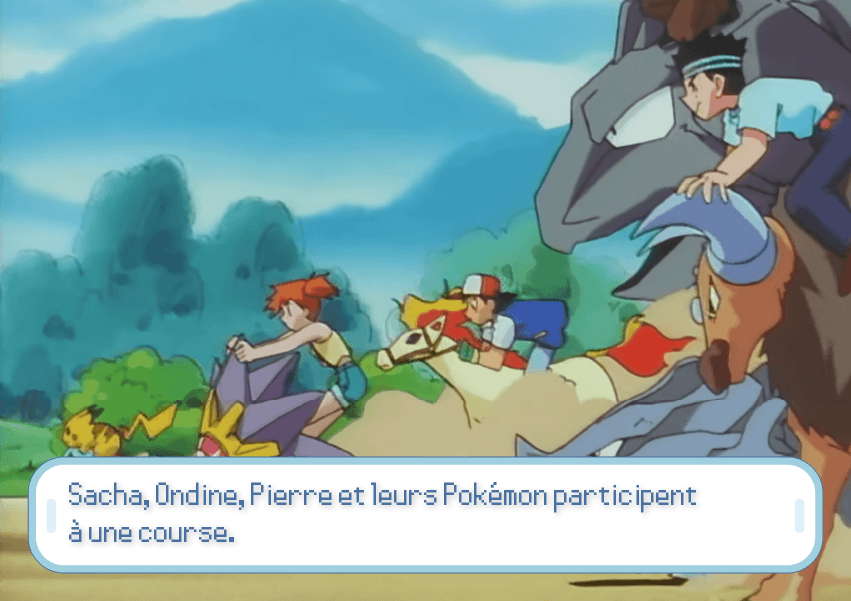 Sacha, Ondine, Pierre et leurs Pokémon participent
à une course.